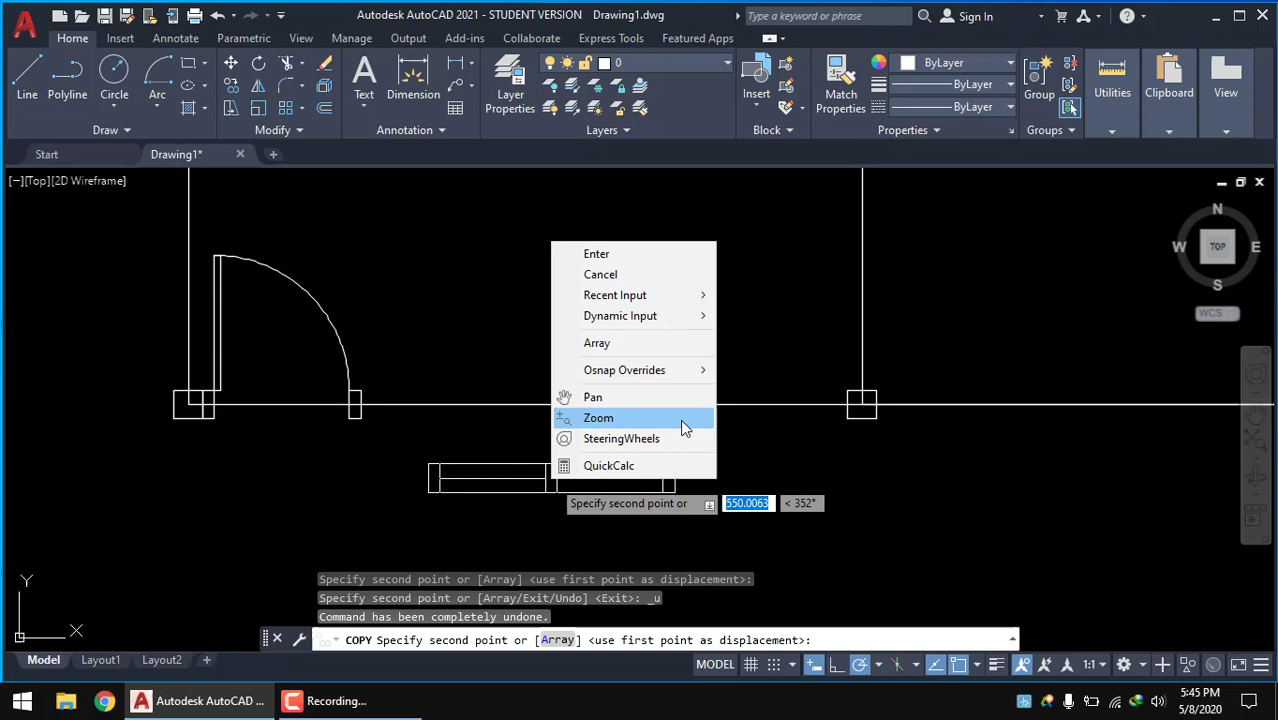 Autodesk AutoCAD 2021 - STUDENT VERSION Drawing1.dwg
Type a keyword or phrase
Sign In
Home Insert Annotate Parametric View Manage Output Add-ins Collaborate Express Tools Featured Apps
Line Polyline Circle Arc
Text Dimension
Layer Properties
0
Insert
Match Properties
ByLayer
ByLayer
ByLayer
Group
Utilities
Clipboard
View
Draw Modify Annotation Layers Block Properties Groups
Start Drawing1*
[−][Top][2D Wireframe]
N
W TOP E
S
WCS
Enter
Cancel
Recent Input
Dynamic Input
Array
Osnap Overrides
Pan
Zoom
SteeringWheels
QuickCalc
Specify second point or 550.0063 < 352°
Y
X
Specify second point or [Array] <use first point as displacement>:
Specify second point or [Array/Exit/Undo] <Exit>: _u
Command has been completely undone.
COPY Specify second point or [Array] <use first point as displacement>:
Model Layout1 Layout2
MODEL 1:1
Autodesk AutoCAD ... Recording...
5:45 PM
5/8/2020